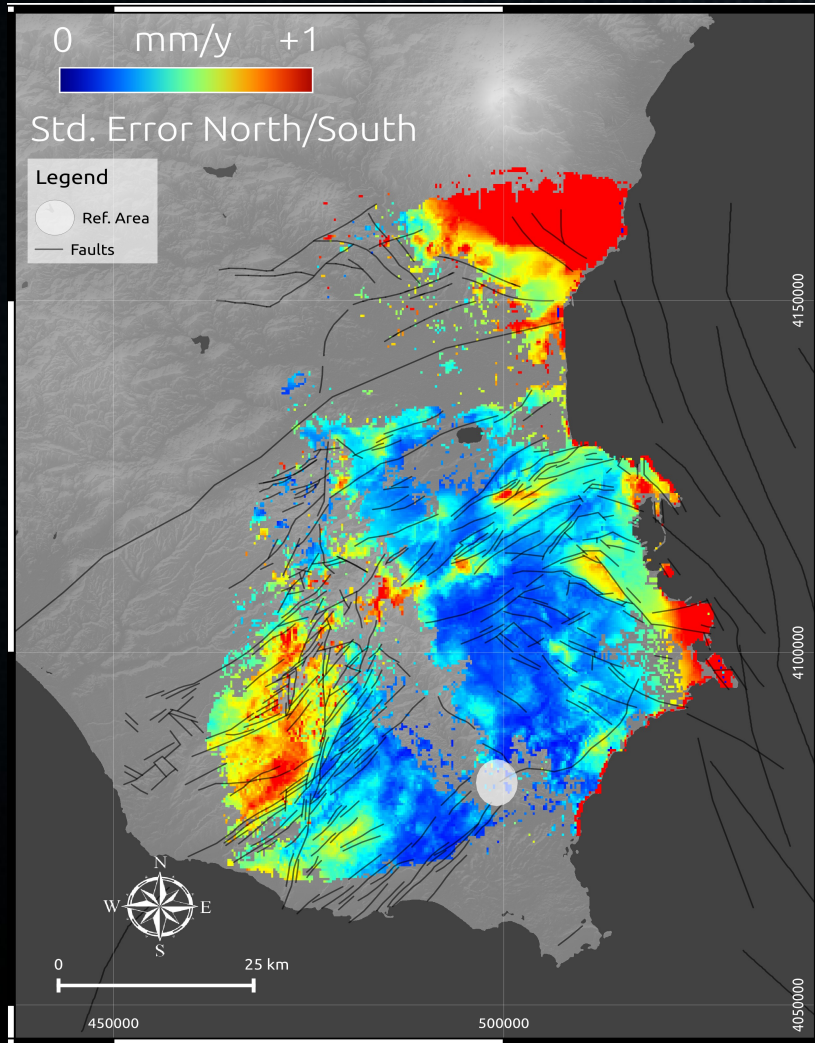 0 mm/y +1
Std. Error North/South
Legend
Ref. Area
Faults
4150000
4100000
N
W E
S
0 25 km
4050000
450000 500000